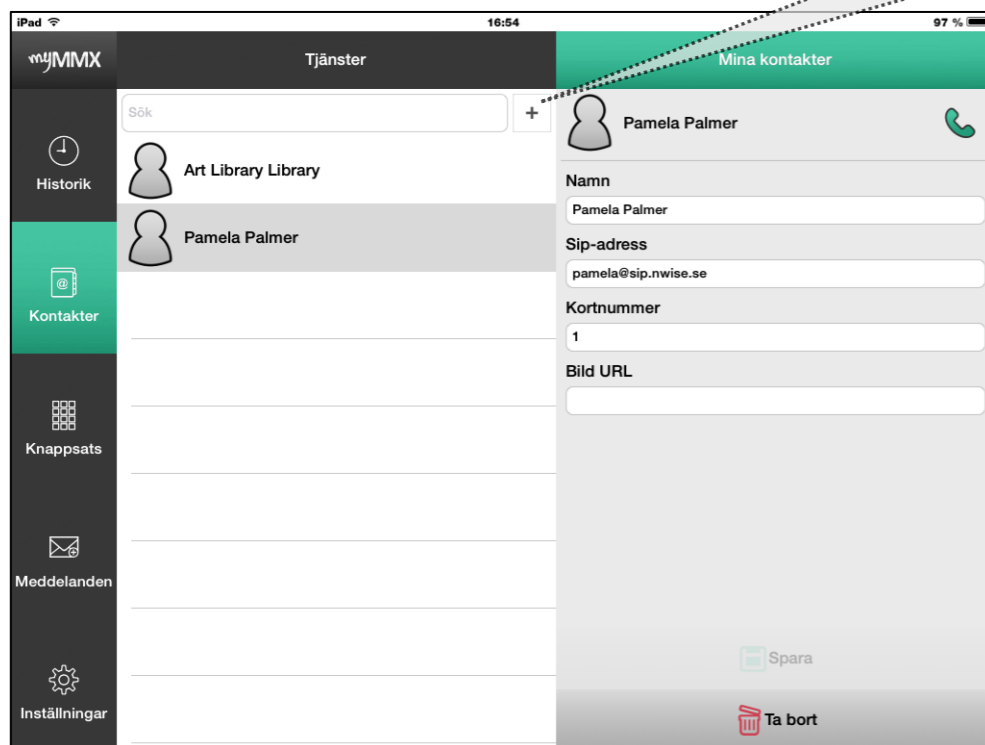 iPad 16:54 97 %
myMMX Tjänster Mina kontakter
Sök +
Pamela Palmer
Historik
Art Library Library
Pamela Palmer
Namn
Pamela Palmer
Sip-adress
pamela@sip.nwise.se
Kontakter
Kortnummer
1
Bild URL
Knappsats
Meddelanden
Inställningar
Spara
Ta bort